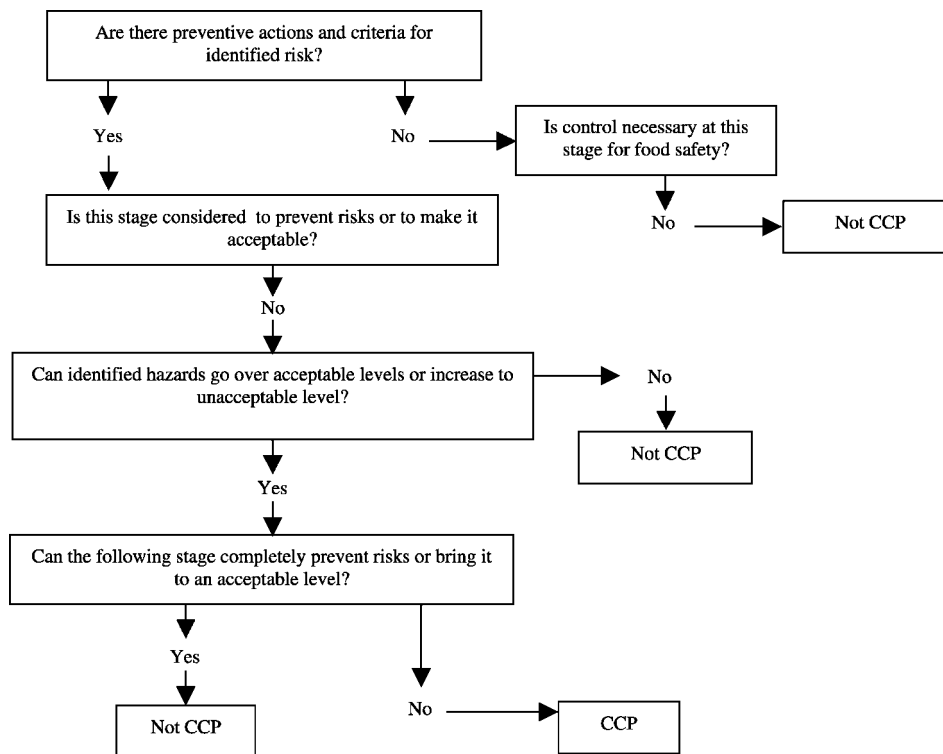 Are there preventive actions and criteria for
identified risk?
Yes
No
Is control necessary at this
stage for food safety?
Is this stage considered to prevent risks or to make it
acceptable?
No
Not CCP
No
Can identified hazards go over acceptable levels or increase to
unacceptable level?
No
Not CCP
Yes
Can the following stage completely prevent risks or bring it
to an acceptable level?
Yes
Not CCP
No
CCP